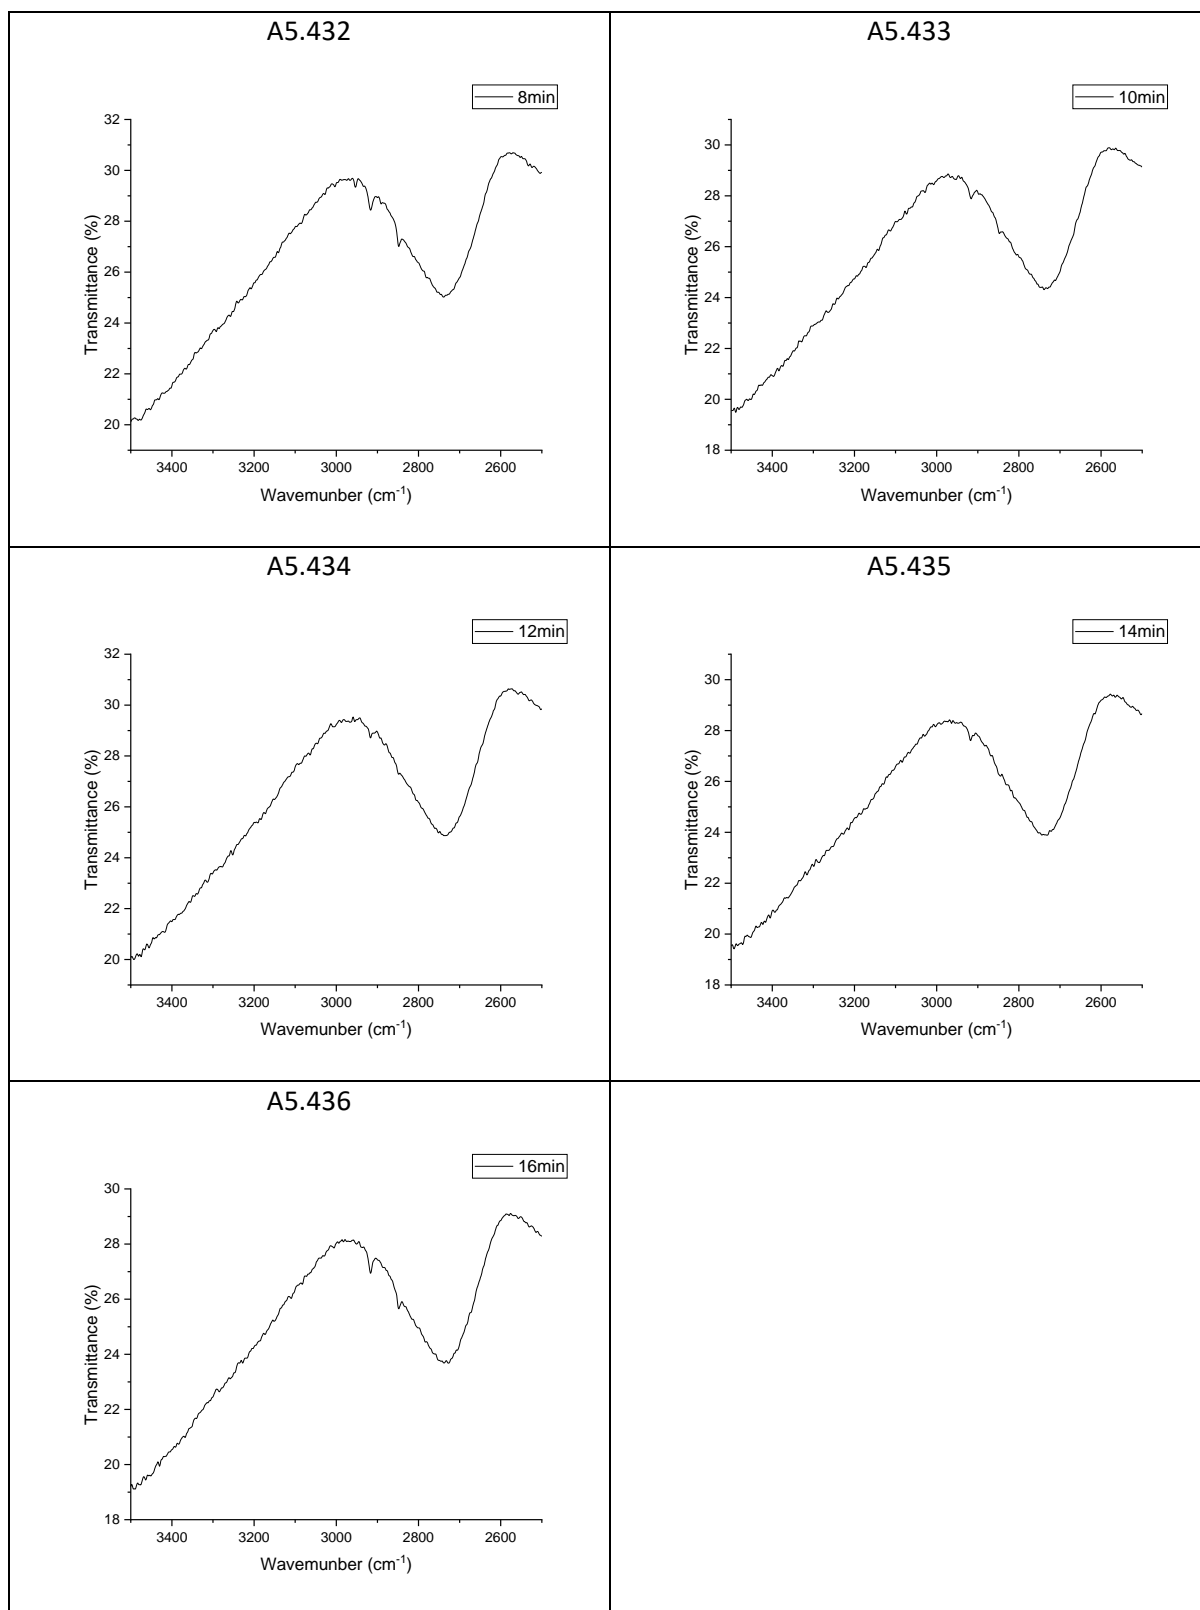 A5.432
8min
32
30
28
26
24
22
20
Transmittance (%)
3400 3200 3000 2800 2600
Wavemunber (cm-1)
A5.433
10min
30
28
26
24
22
20
18
Transmittance (%)
3400 3200 3000 2800 2600
Wavemunber (cm-1)
A5.434
12min
32
30
28
26
24
22
20
Transmittance (%)
3400 3200 3000 2800 2600
Wavemunber (cm-1)
A5.435
14min
30
28
26
24
22
20
18
Transmittance (%)
3400 3200 3000 2800 2600
Wavemunber (cm-1)
A5.436
16min
30
28
26
24
22
20
18
Transmittance (%)
3400 3200 3000 2800 2600
Wavemunber (cm-1)